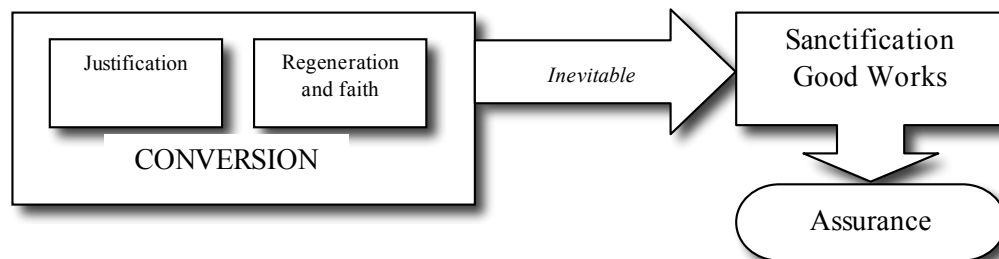 Justification
Regeneration
and faith
CONVERSION
Inevitable
Sanctification
Good Works
Assurance